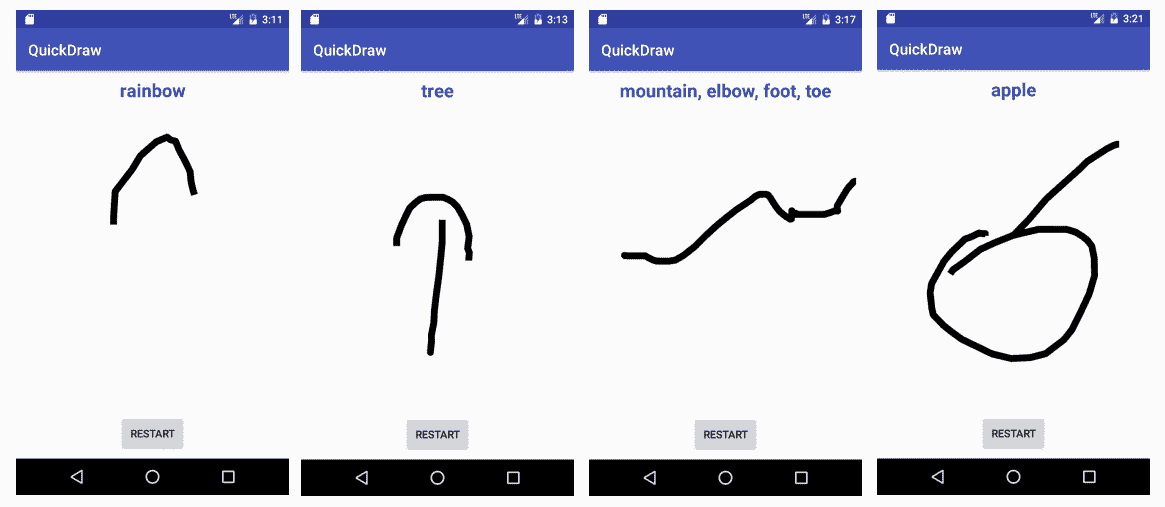 LTE 3:11
QuickDraw
rainbow
RESTART
LTE 3:13
QuickDraw
tree
RESTART
LTE 3:17
QuickDraw
mountain, elbow, foot, toe
RESTART
LTE 3:21
QuickDraw
apple
RESTART